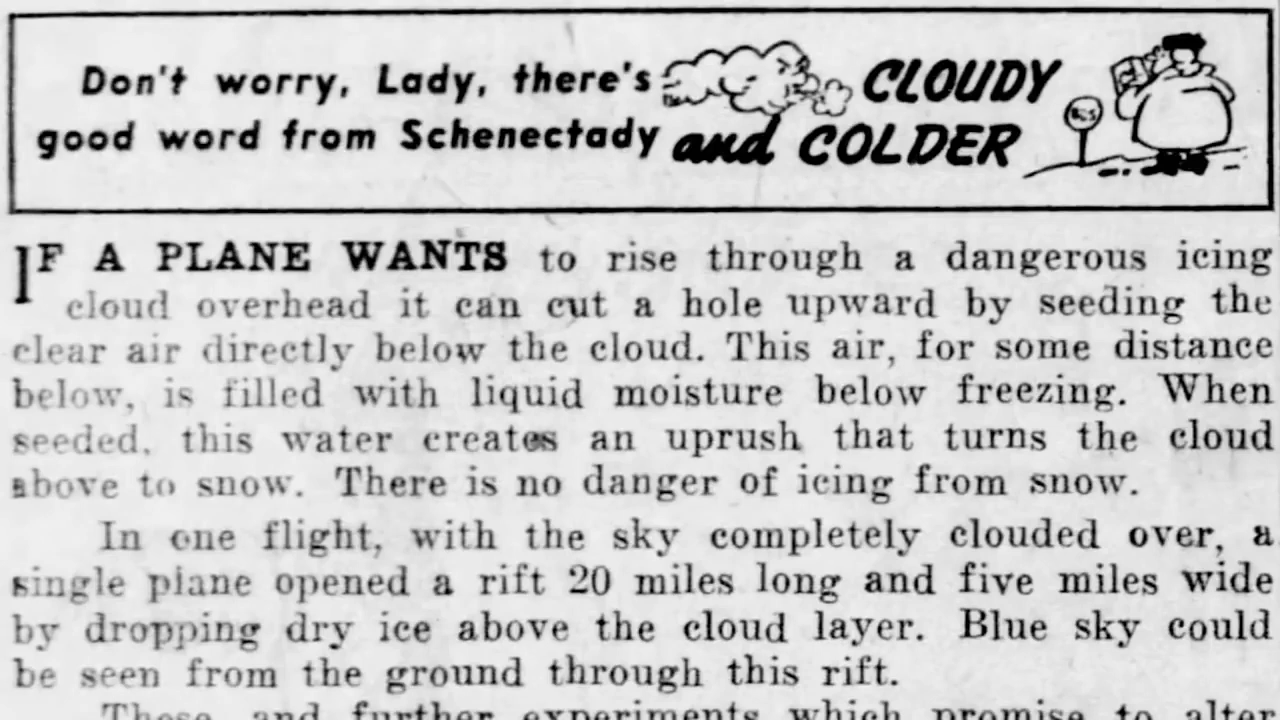 Don't worry, Lady, there's
good word from Schenectady
CLOUDY
and COLDER
BUS
IF A PLANE WANTS to rise through a dangerous icing
cloud overhead it can cut a hole upward by seeding the
clear air directly below the cloud. This air, for some distance
below, is filled with liquid moisture below freezing. When
seeded, this water creates an uprush that turns the cloud
above to snow. There is no danger of icing from snow.
In one flight, with the sky completely clouded over, a
single plane opened a rift 20 miles long and five miles wide
by dropping dry ice above the cloud layer. Blue sky could
be seen from the ground through this rift.
These and further experiments which promise to alter